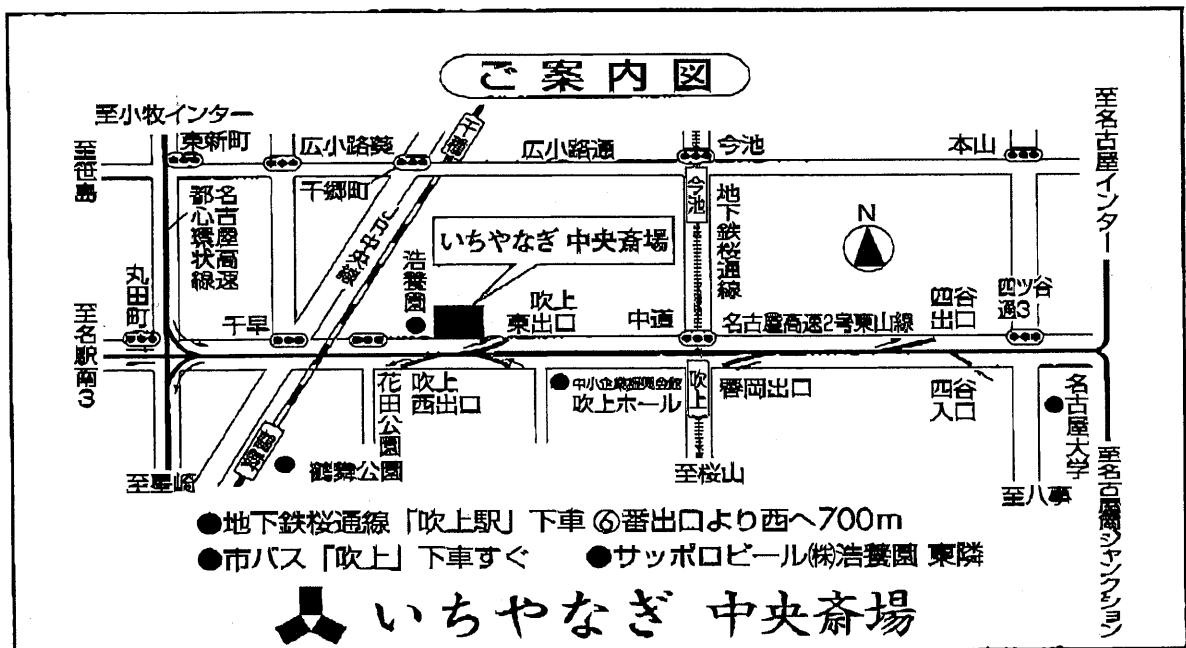 ご案内図
至小牧インター
東新町
広小路葵
千種
広小路通
今池
本山
至名古屋インター
至笹島
千郷町
名古屋高速
都心環状線
JR中央線
今池
地下鉄桜通線
いちやなぎ 中央斎場
N
浩養園
丸田町
至名駅南3
千早
吹上
東出口
中道
名古屋高速2号東山線
四谷
出口
四ツ谷
通3
花田公園
吹上
西出口
中小企業振興会館
吹上ホール
吹上
春岡出口
四谷
入口
名古屋大学
鶴舞
鶴舞公園
至星崎
至桜山
至八事
至名古屋南ジャンクション
●地下鉄桜通線「吹上駅」下車⑥番出口より西へ700m
●市バス「吹上」下車すぐ ●サッポロビール㈱浩養園 東隣
いちやなぎ 中央斎場